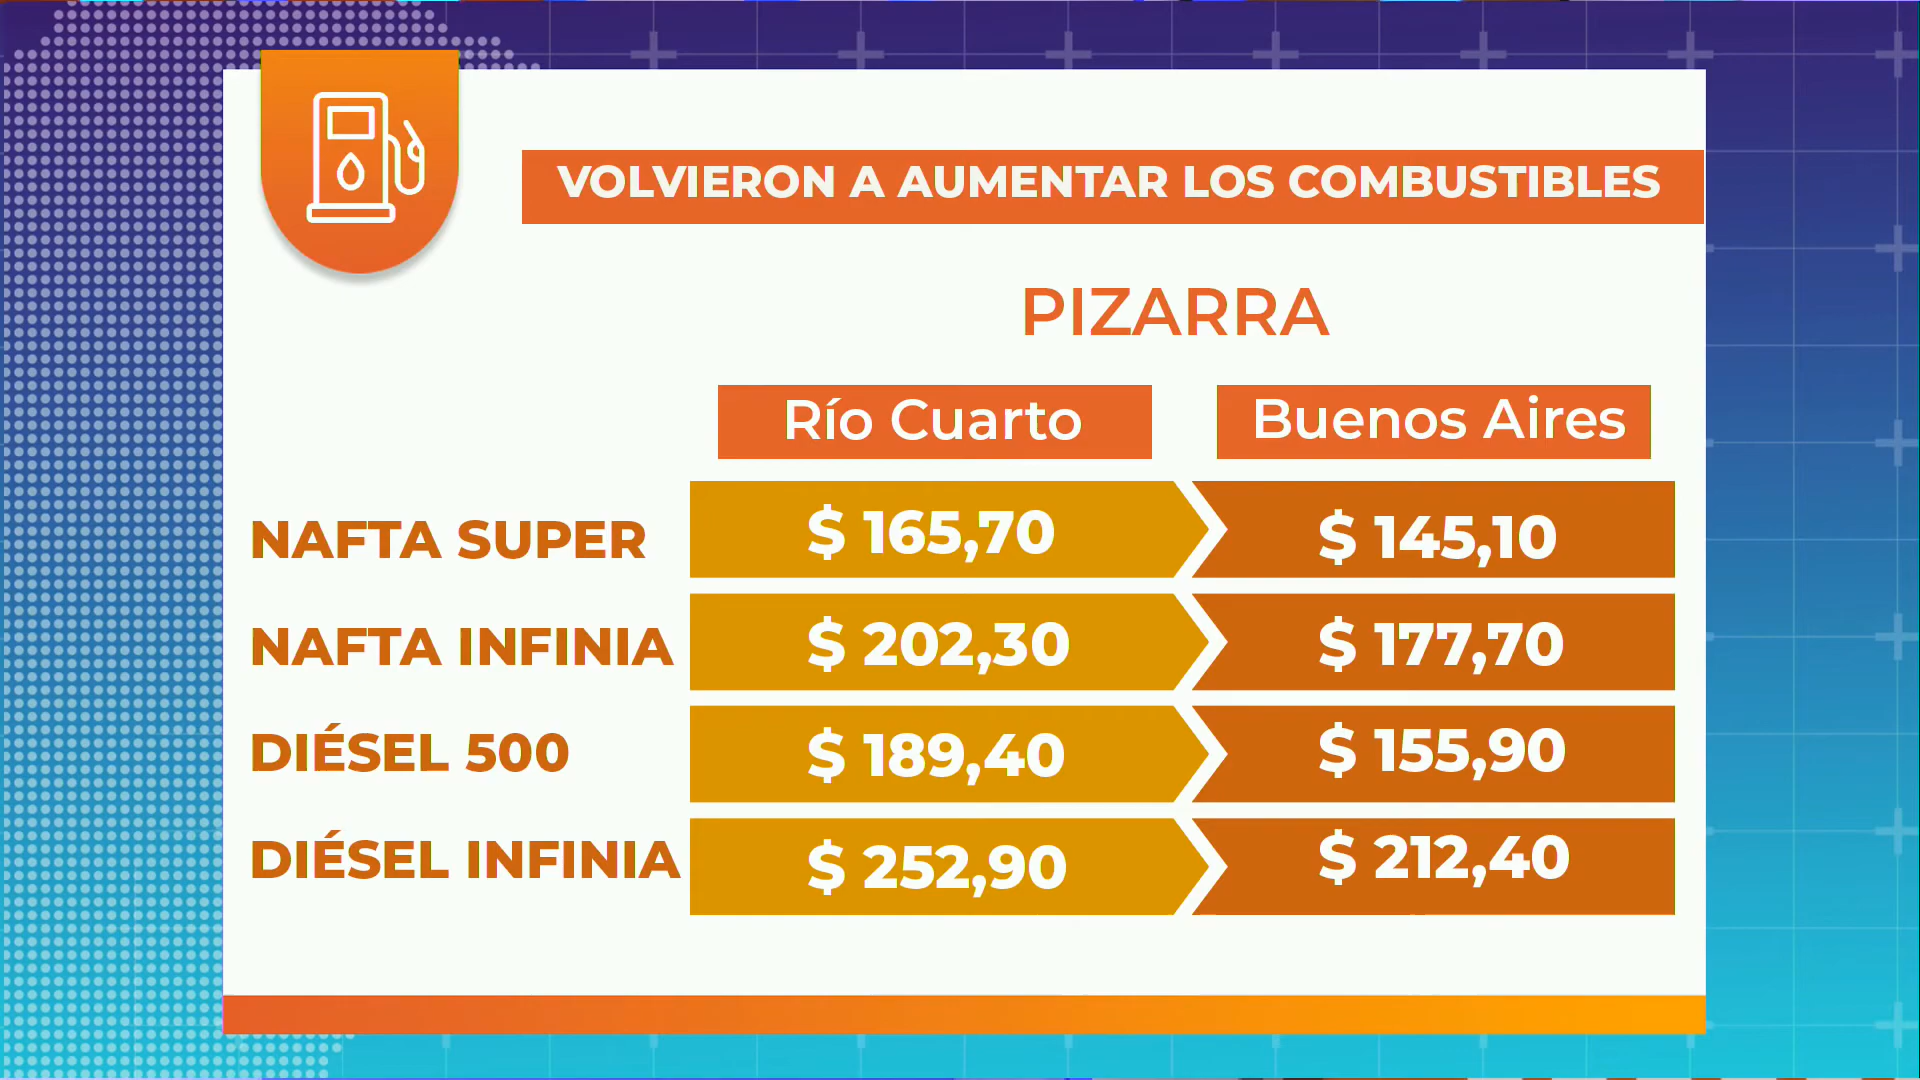 VOLVIERON A AUMENTAR LOS COMBUSTIBLES
PIZARRA
Río Cuarto Buenos Aires
NAFTA SUPER $ 165,70 $ 145,10
NAFTA INFINIA $ 202,30 $ 177,70
DIÉSEL 500 $ 189,40 $ 155,90
DIÉSEL INFINIA $ 252,90 $ 212,40